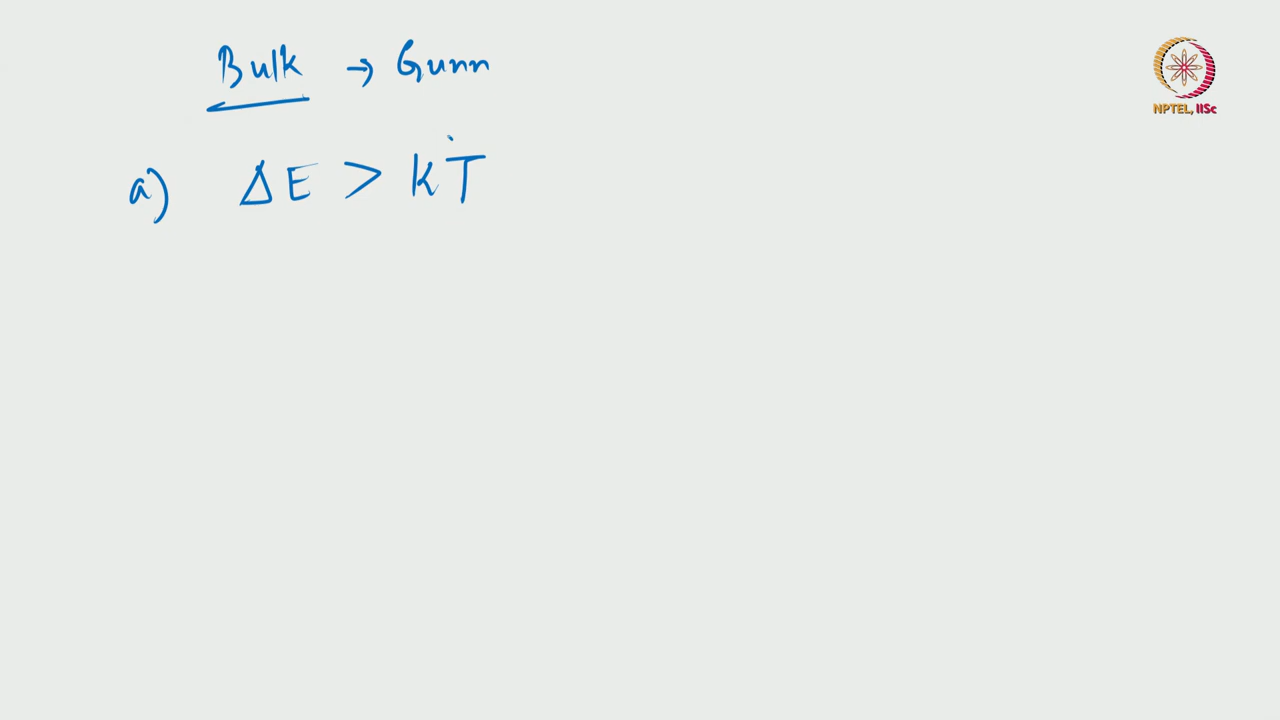 Bulk → Gunn
NPTEL, IISc
a) ΔE > kT